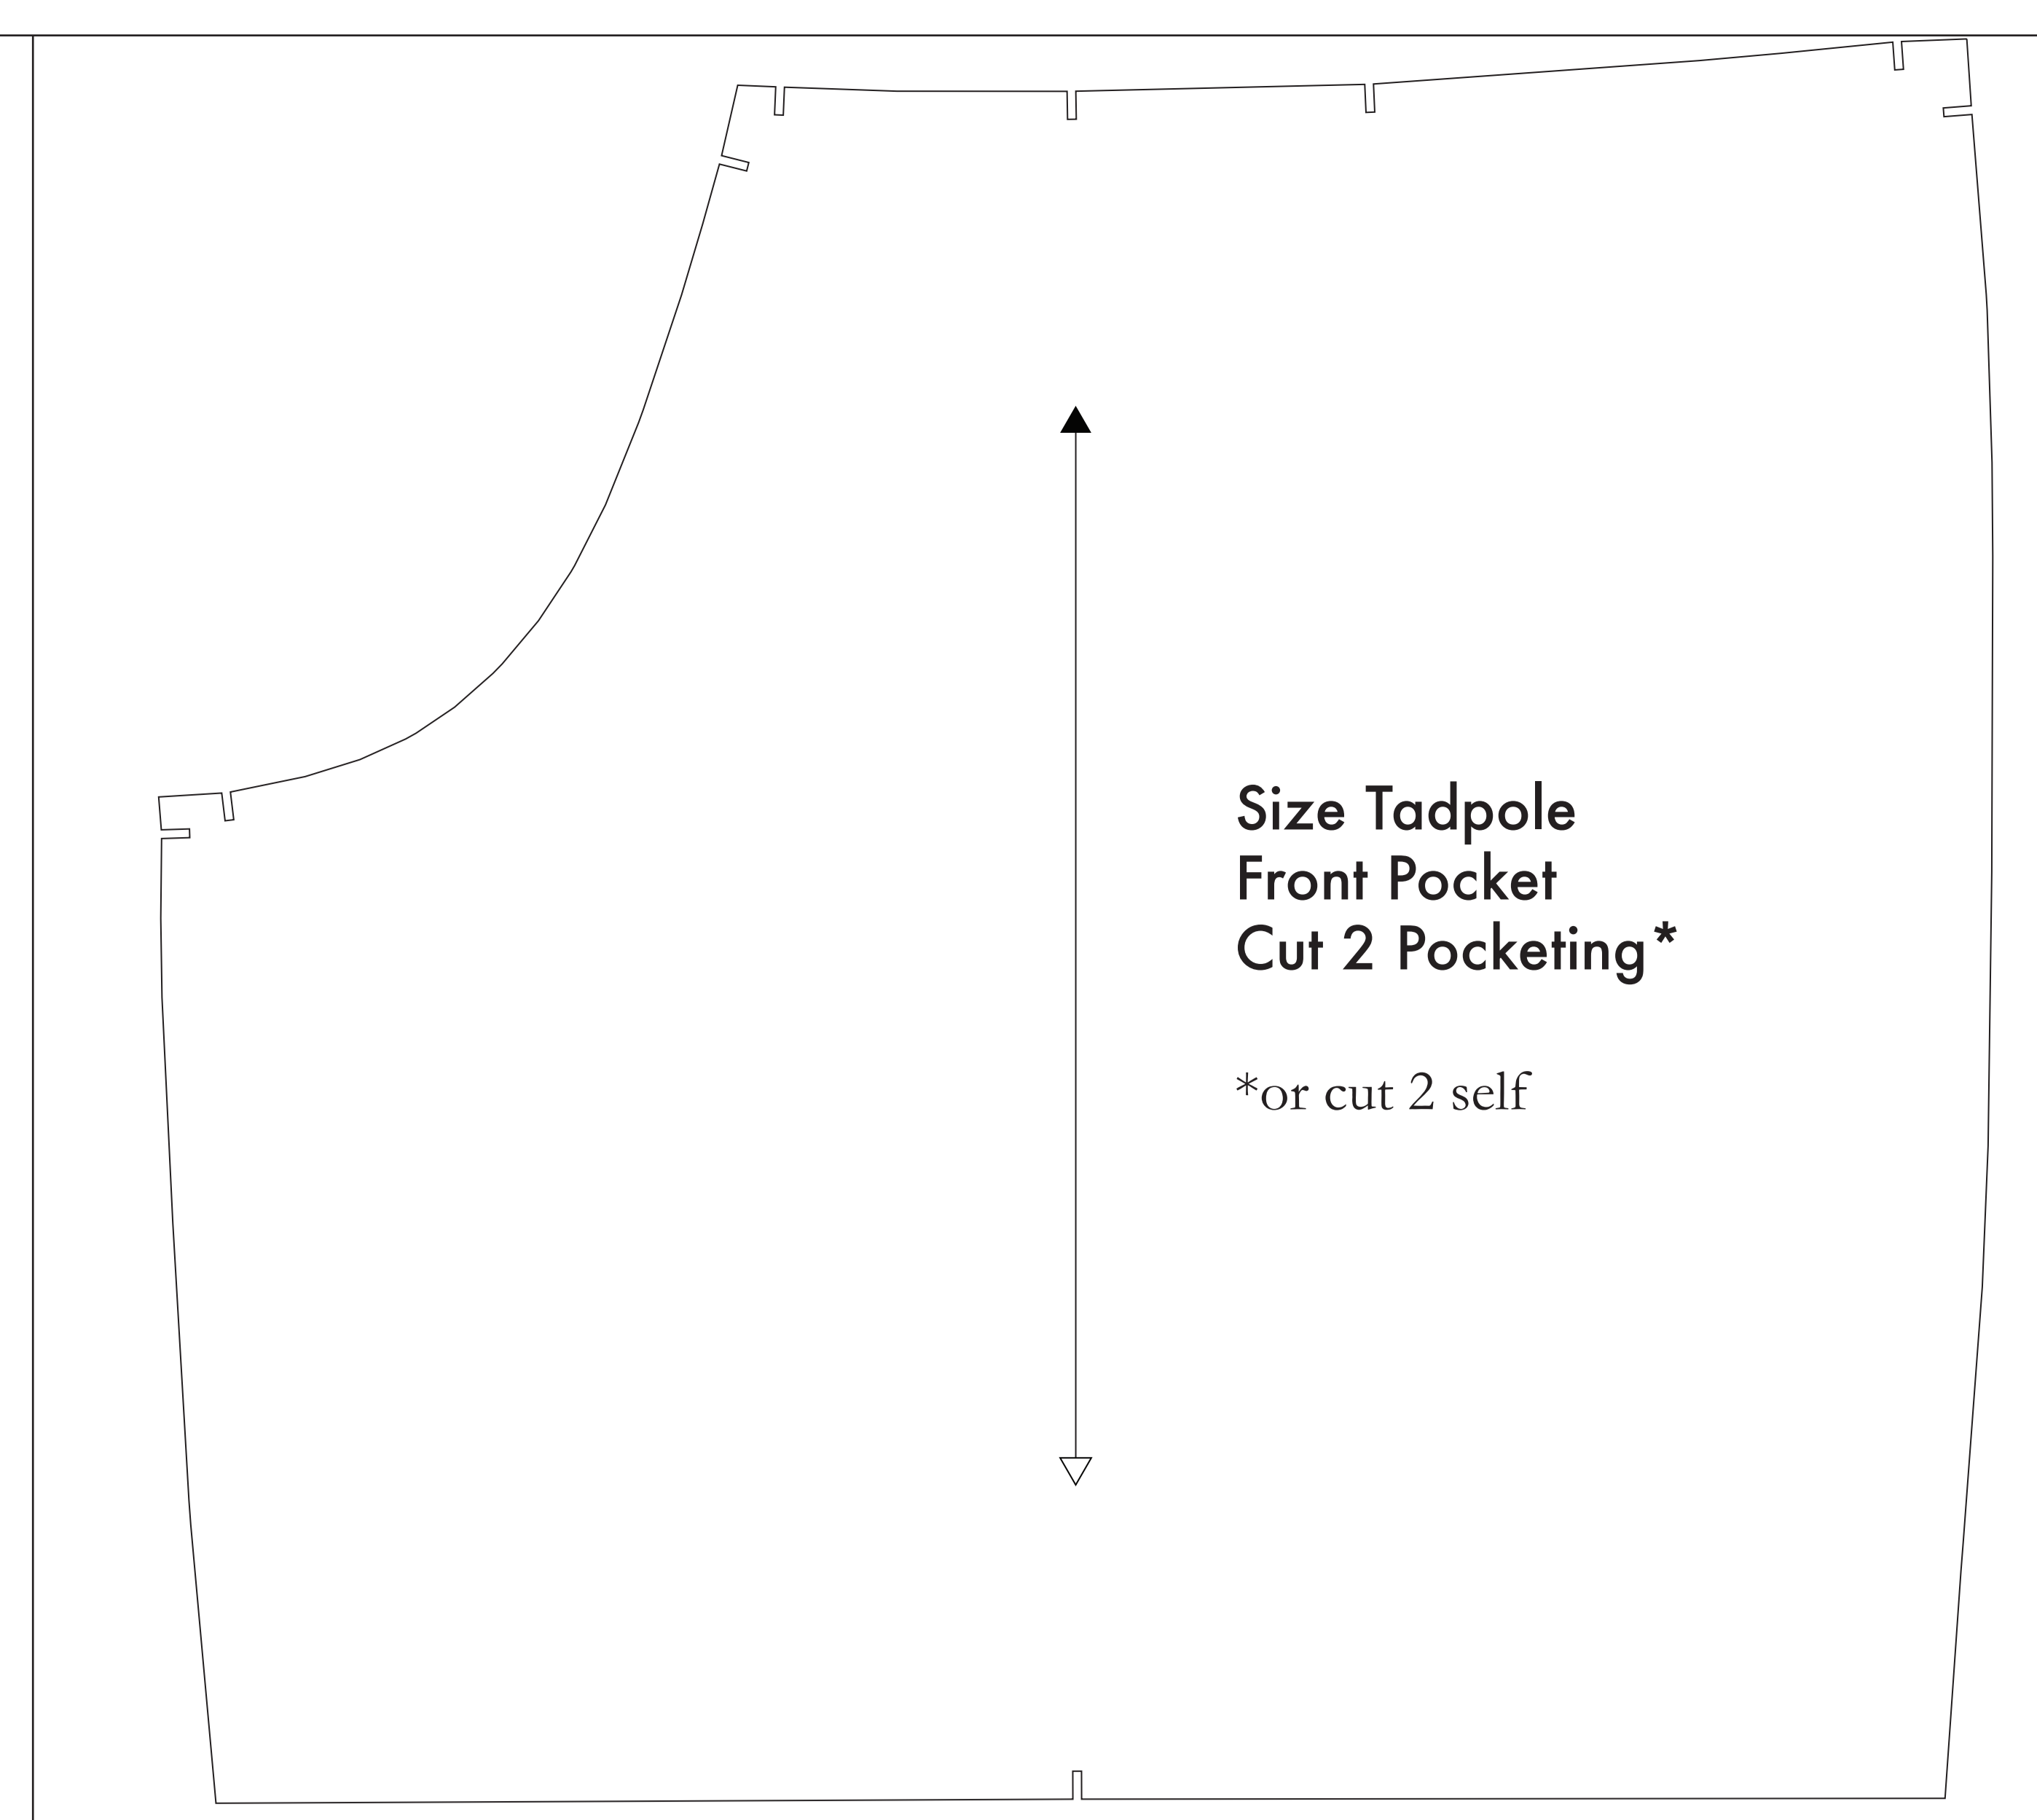 Size Tadpole
Front Pocket
Cut 2 Pocketing*
*or cut 2 self